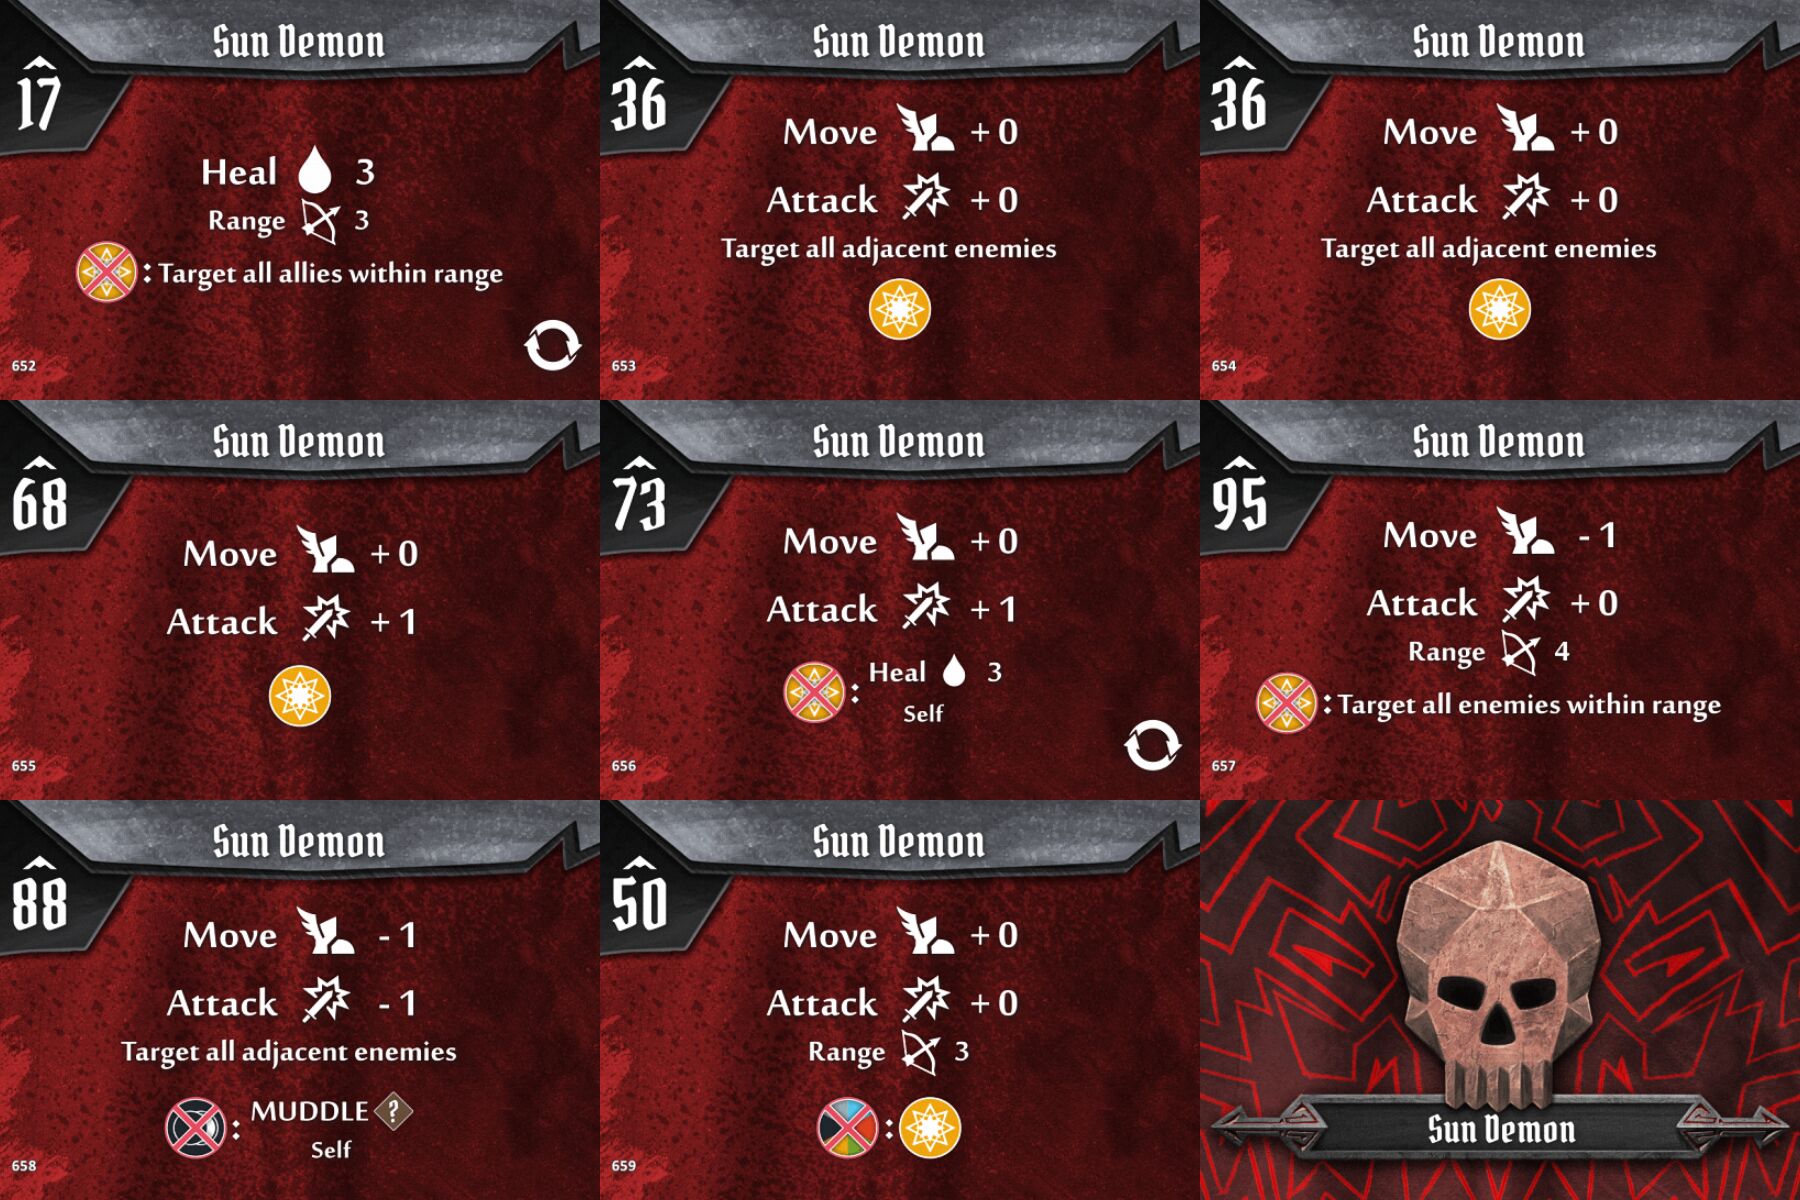 Sun Demon
17
Heal 3
Range 3
: Target all allies within range
652
Sun Demon
36
Move + 0
Attack + 0
Target all adjacent enemies
653
Sun Demon
36
Move + 0
Attack + 0
Target all adjacent enemies
654
Sun Demon
68
Move + 0
Attack + 1
655
Sun Demon
73
Move + 0
Attack + 1
: Heal 3
Self
656
Sun Demon
95
Move - 1
Attack + 0
Range 4
: Target all enemies within range
657
Sun Demon
88
Move - 1
Attack - 1
Target all adjacent enemies
: MUDDLE ?
Self
658
Sun Demon
50
Move + 0
Attack + 0
Range 3
:
659
Sun Demon